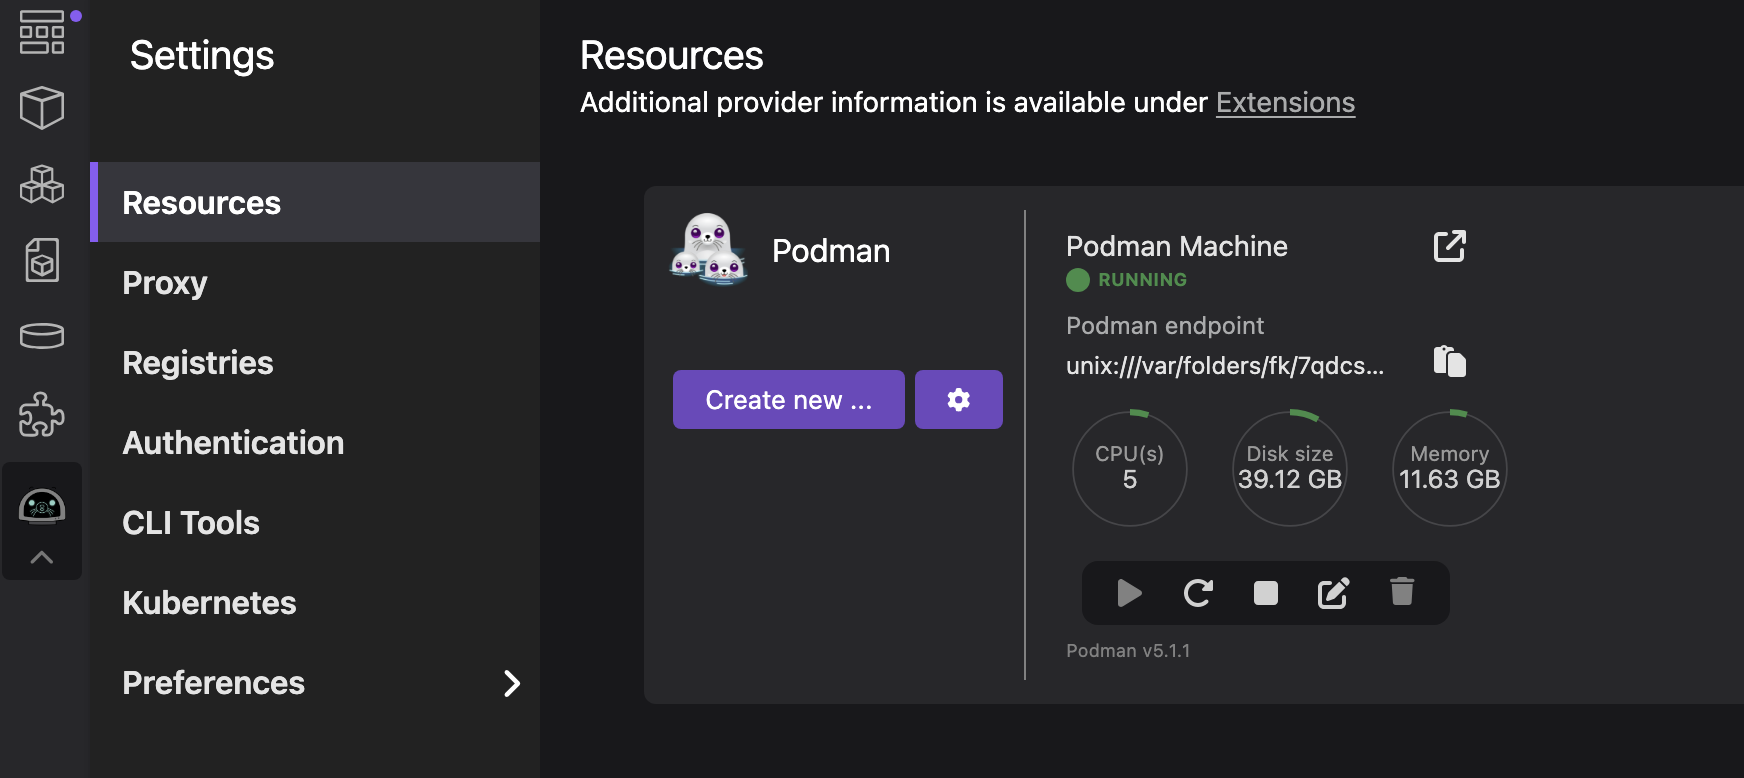 Settings
Resources
Proxy
Registries
Authentication
CLI Tools
Kubernetes
Preferences
Resources
Additional provider information is available under Extensions
Podman
Create new ...
Podman Machine
RUNNING
Podman endpoint
unix:///var/folders/fk/7qdcs...
CPU(s)
5
Disk size
39.12 GB
Memory
11.63 GB
Podman v5.1.1